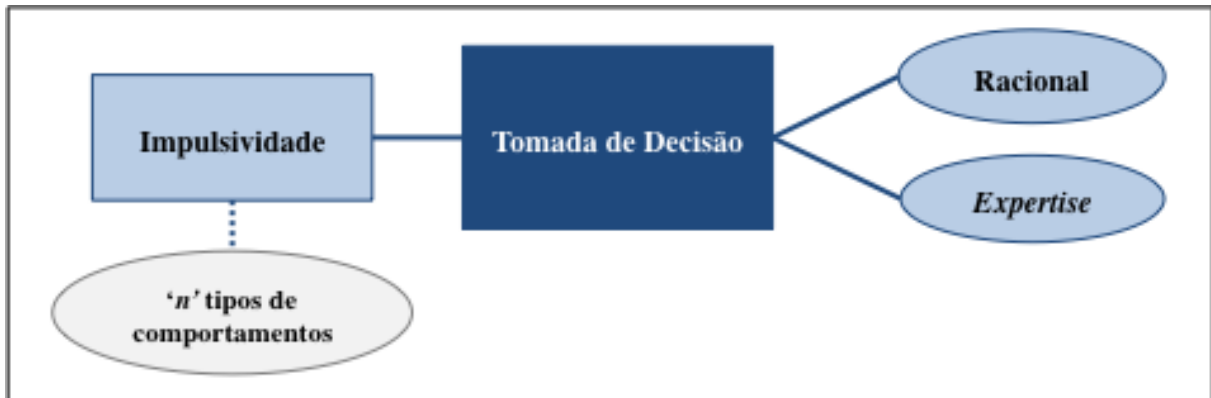 Impulsividade
Tomada de Decisão
Racional
Expertise
‘n’ tipos de
comportamentos